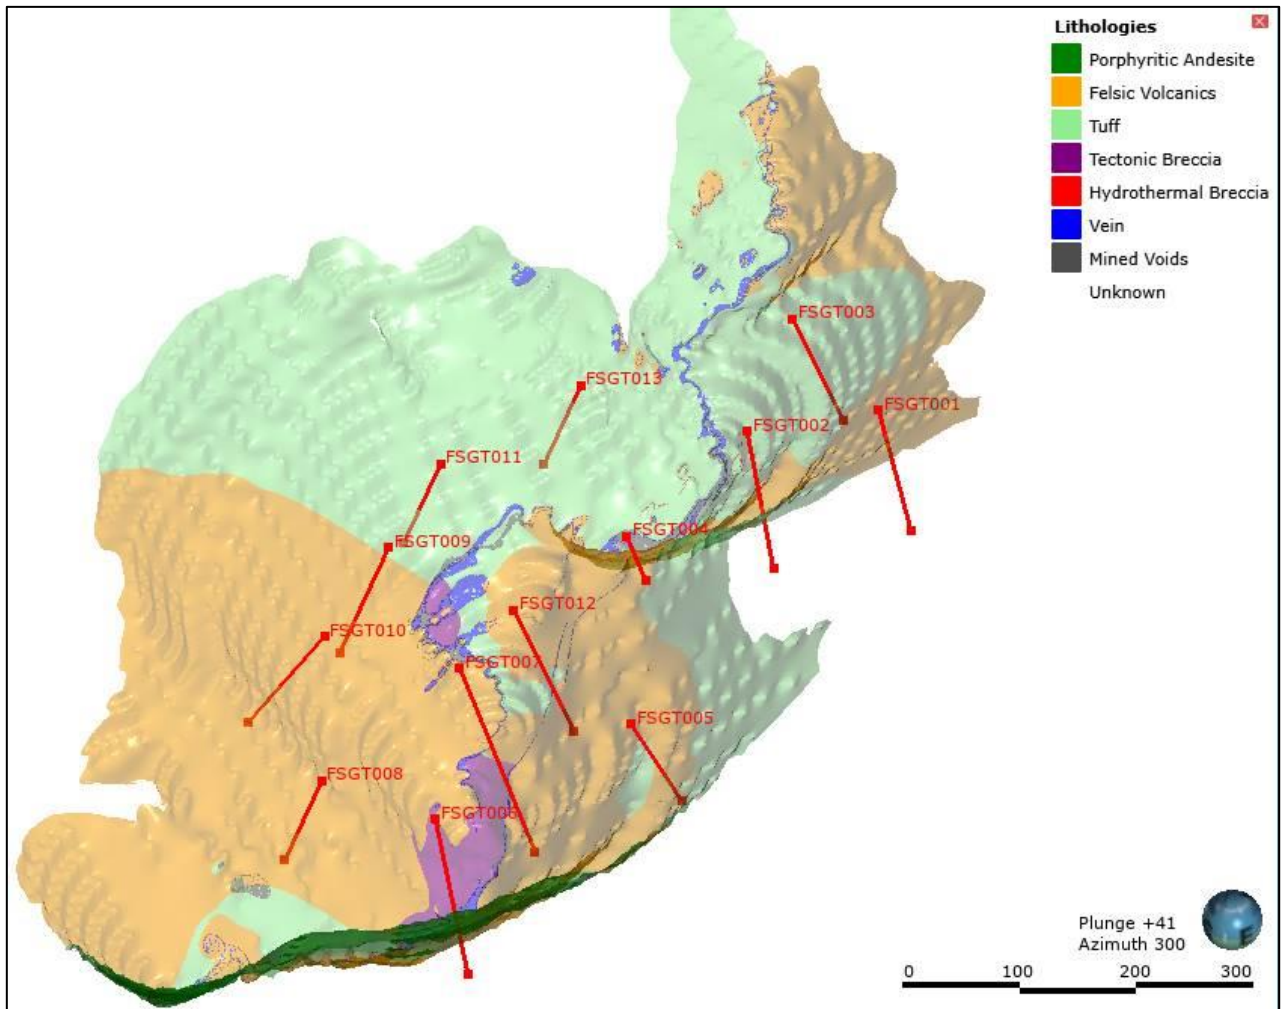 Lithologies
Porphyritic Andesite
Felsic Volcanics
Tuff
Tectonic Breccia
Hydrothermal Breccia
Vein
Mined Voids
Unknown
FSGT003
FSGT013
FSGT001
FSGT002
FSGT011
FSGT004
FSGT009
FSGT012
FSGT010
FSGT007
FSGT005
FSGT008
FSGT006
Plunge +41
Azimuth 300
0 100 200 300